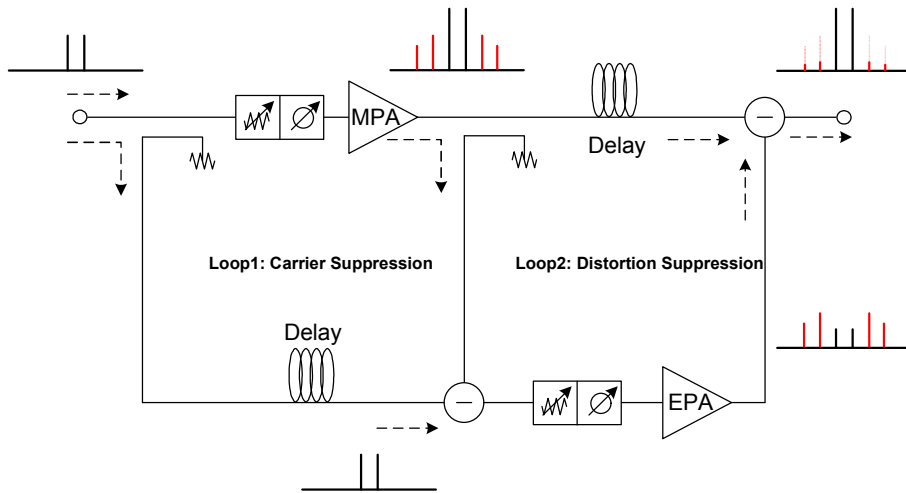 MPA
Delay
Loop1: Carrier Suppression
Loop2: Distortion Suppression
Delay
EPA